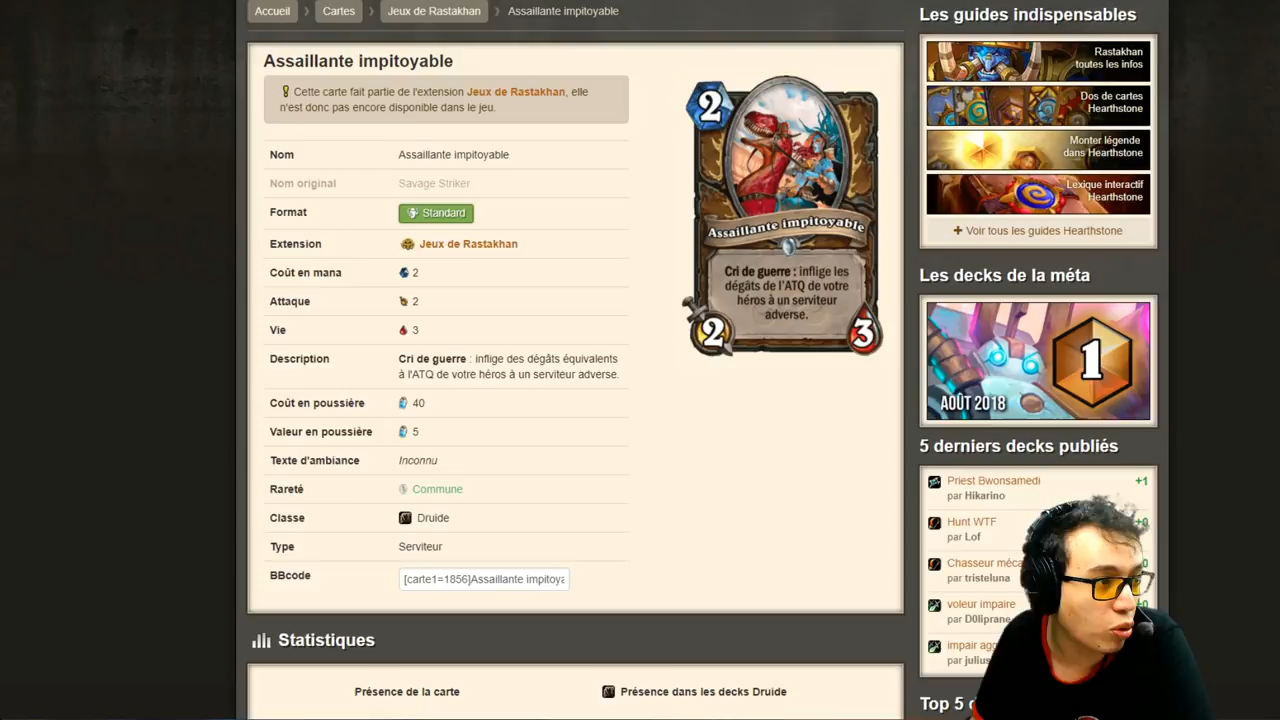 Accueil
Cartes
Jeux de Rastakhan
Assaillante impitoyable
Assaillante impitoyable
Cette carte fait partie de l'extension Jeux de Rastakhan, elle
n'est donc pas encore disponible dans le jeu.
Nom Assaillante impitoyable
Nom original Savage Striker
Format Standard
Extension Jeux de Rastakhan
Coût en mana 2
Attaque 2
Vie 3
Description Cri de guerre : inflige des dégâts équivalents
à l'ATQ de votre héros à un serviteur adverse.
Coût en poussière 40
Valeur en poussière 5
Texte d'ambiance Inconnu
Rareté Commune
Classe Druide
Type Serviteur
BBcode [carte1=1856]Assaillante impitoya
2
Assaillante impitoyable
Cri de guerre : inflige les
dégâts de l'ATQ de votre
héros à un serviteur
adverse.
2
3
Statistiques
Présence de la carte
Présence dans les decks Druide
Les guides indispensables
Rastakhan
toutes les infos
Dos de cartes
Hearthstone
Monter légende
dans Hearthstone
Lexique interactif
Hearthstone
+ Voir tous les guides Hearthstone
Les decks de la méta
1
AOÛT 2018
5 derniers decks publiés
Priest Bwonsamedi +1
par Hikarino
Hunt WTF +0
par Lof
Chasseur méca 0
par tristeluna
voleur impaire +0
par D0liprane
impair
par julius
Top 5